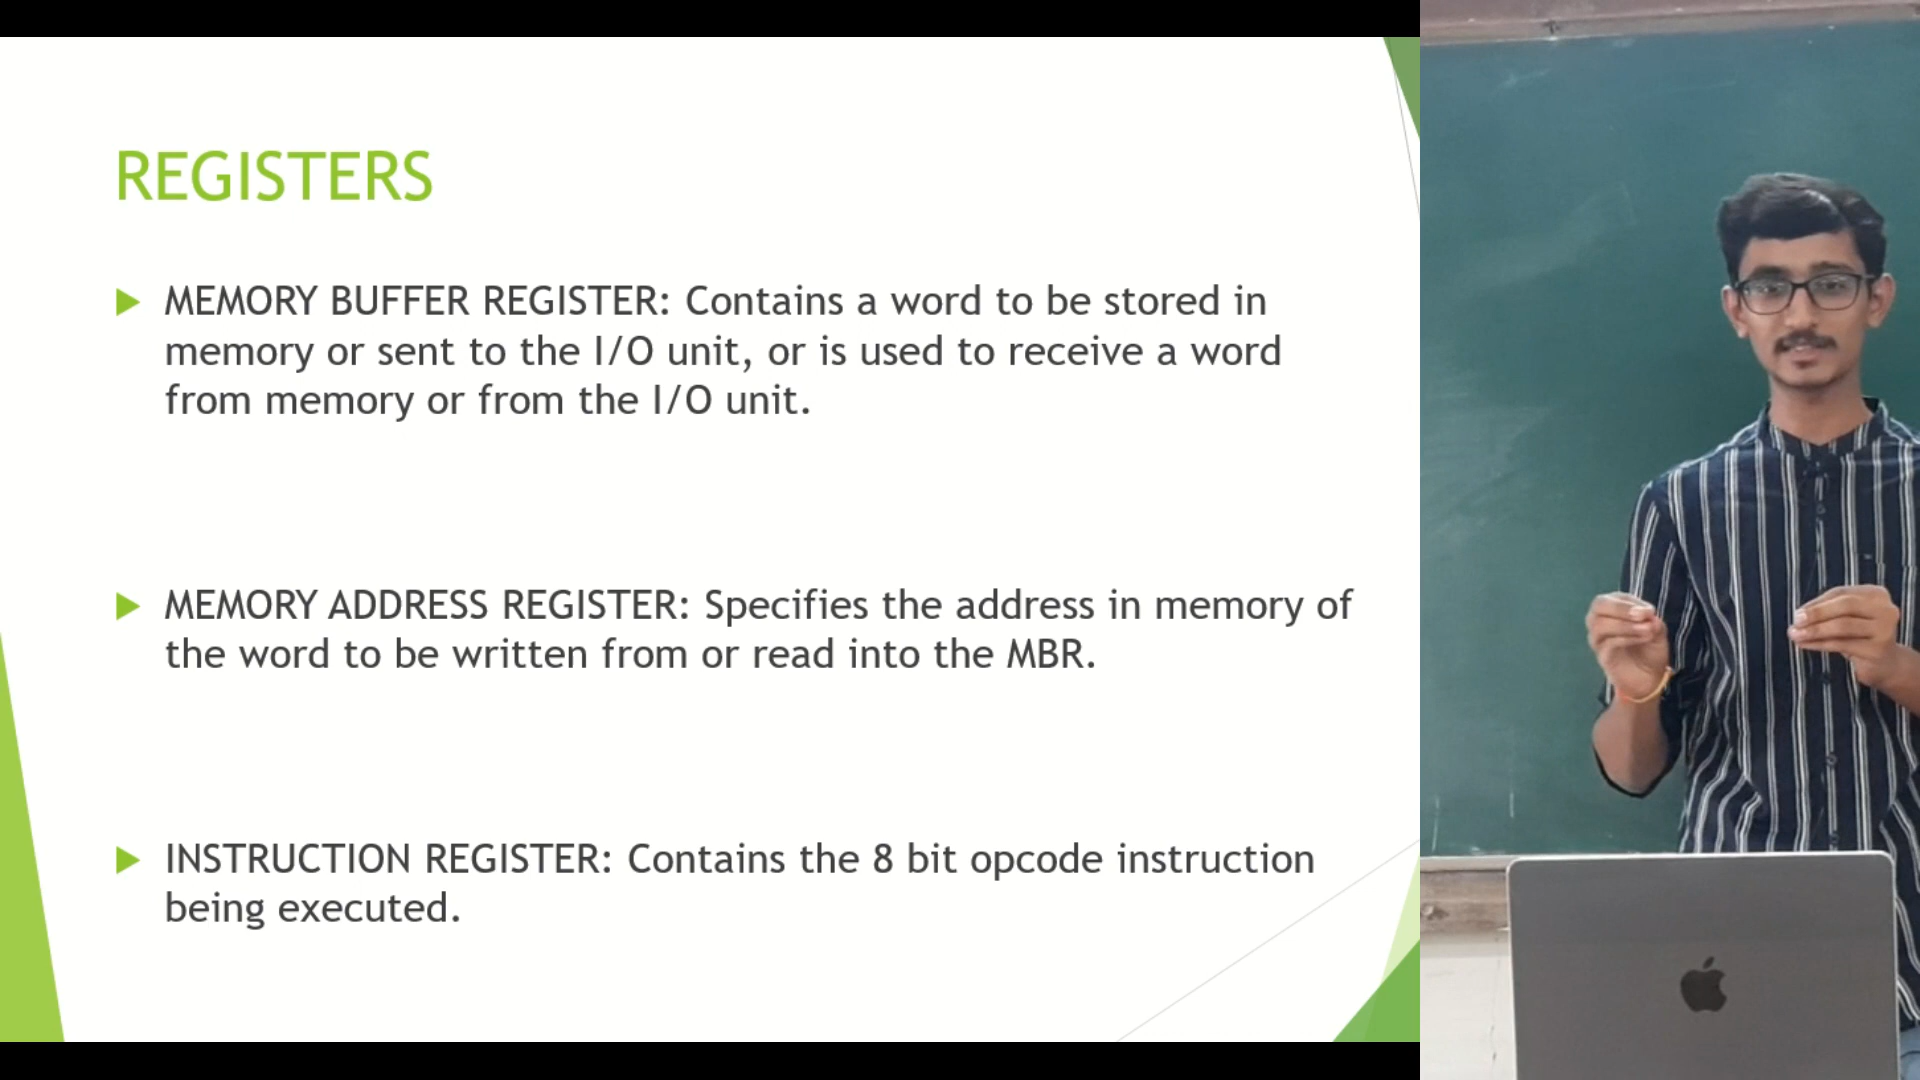 REGISTERS
MEMORY BUFFER REGISTER: Contains a word to be stored in
memory or sent to the I/O unit, or is used to receive a word
from memory or from the I/O unit.
MEMORY ADDRESS REGISTER: Specifies the address in memory of
the word to be written from or read into the MBR.
INSTRUCTION REGISTER: Contains the 8 bit opcode instruction
being executed.